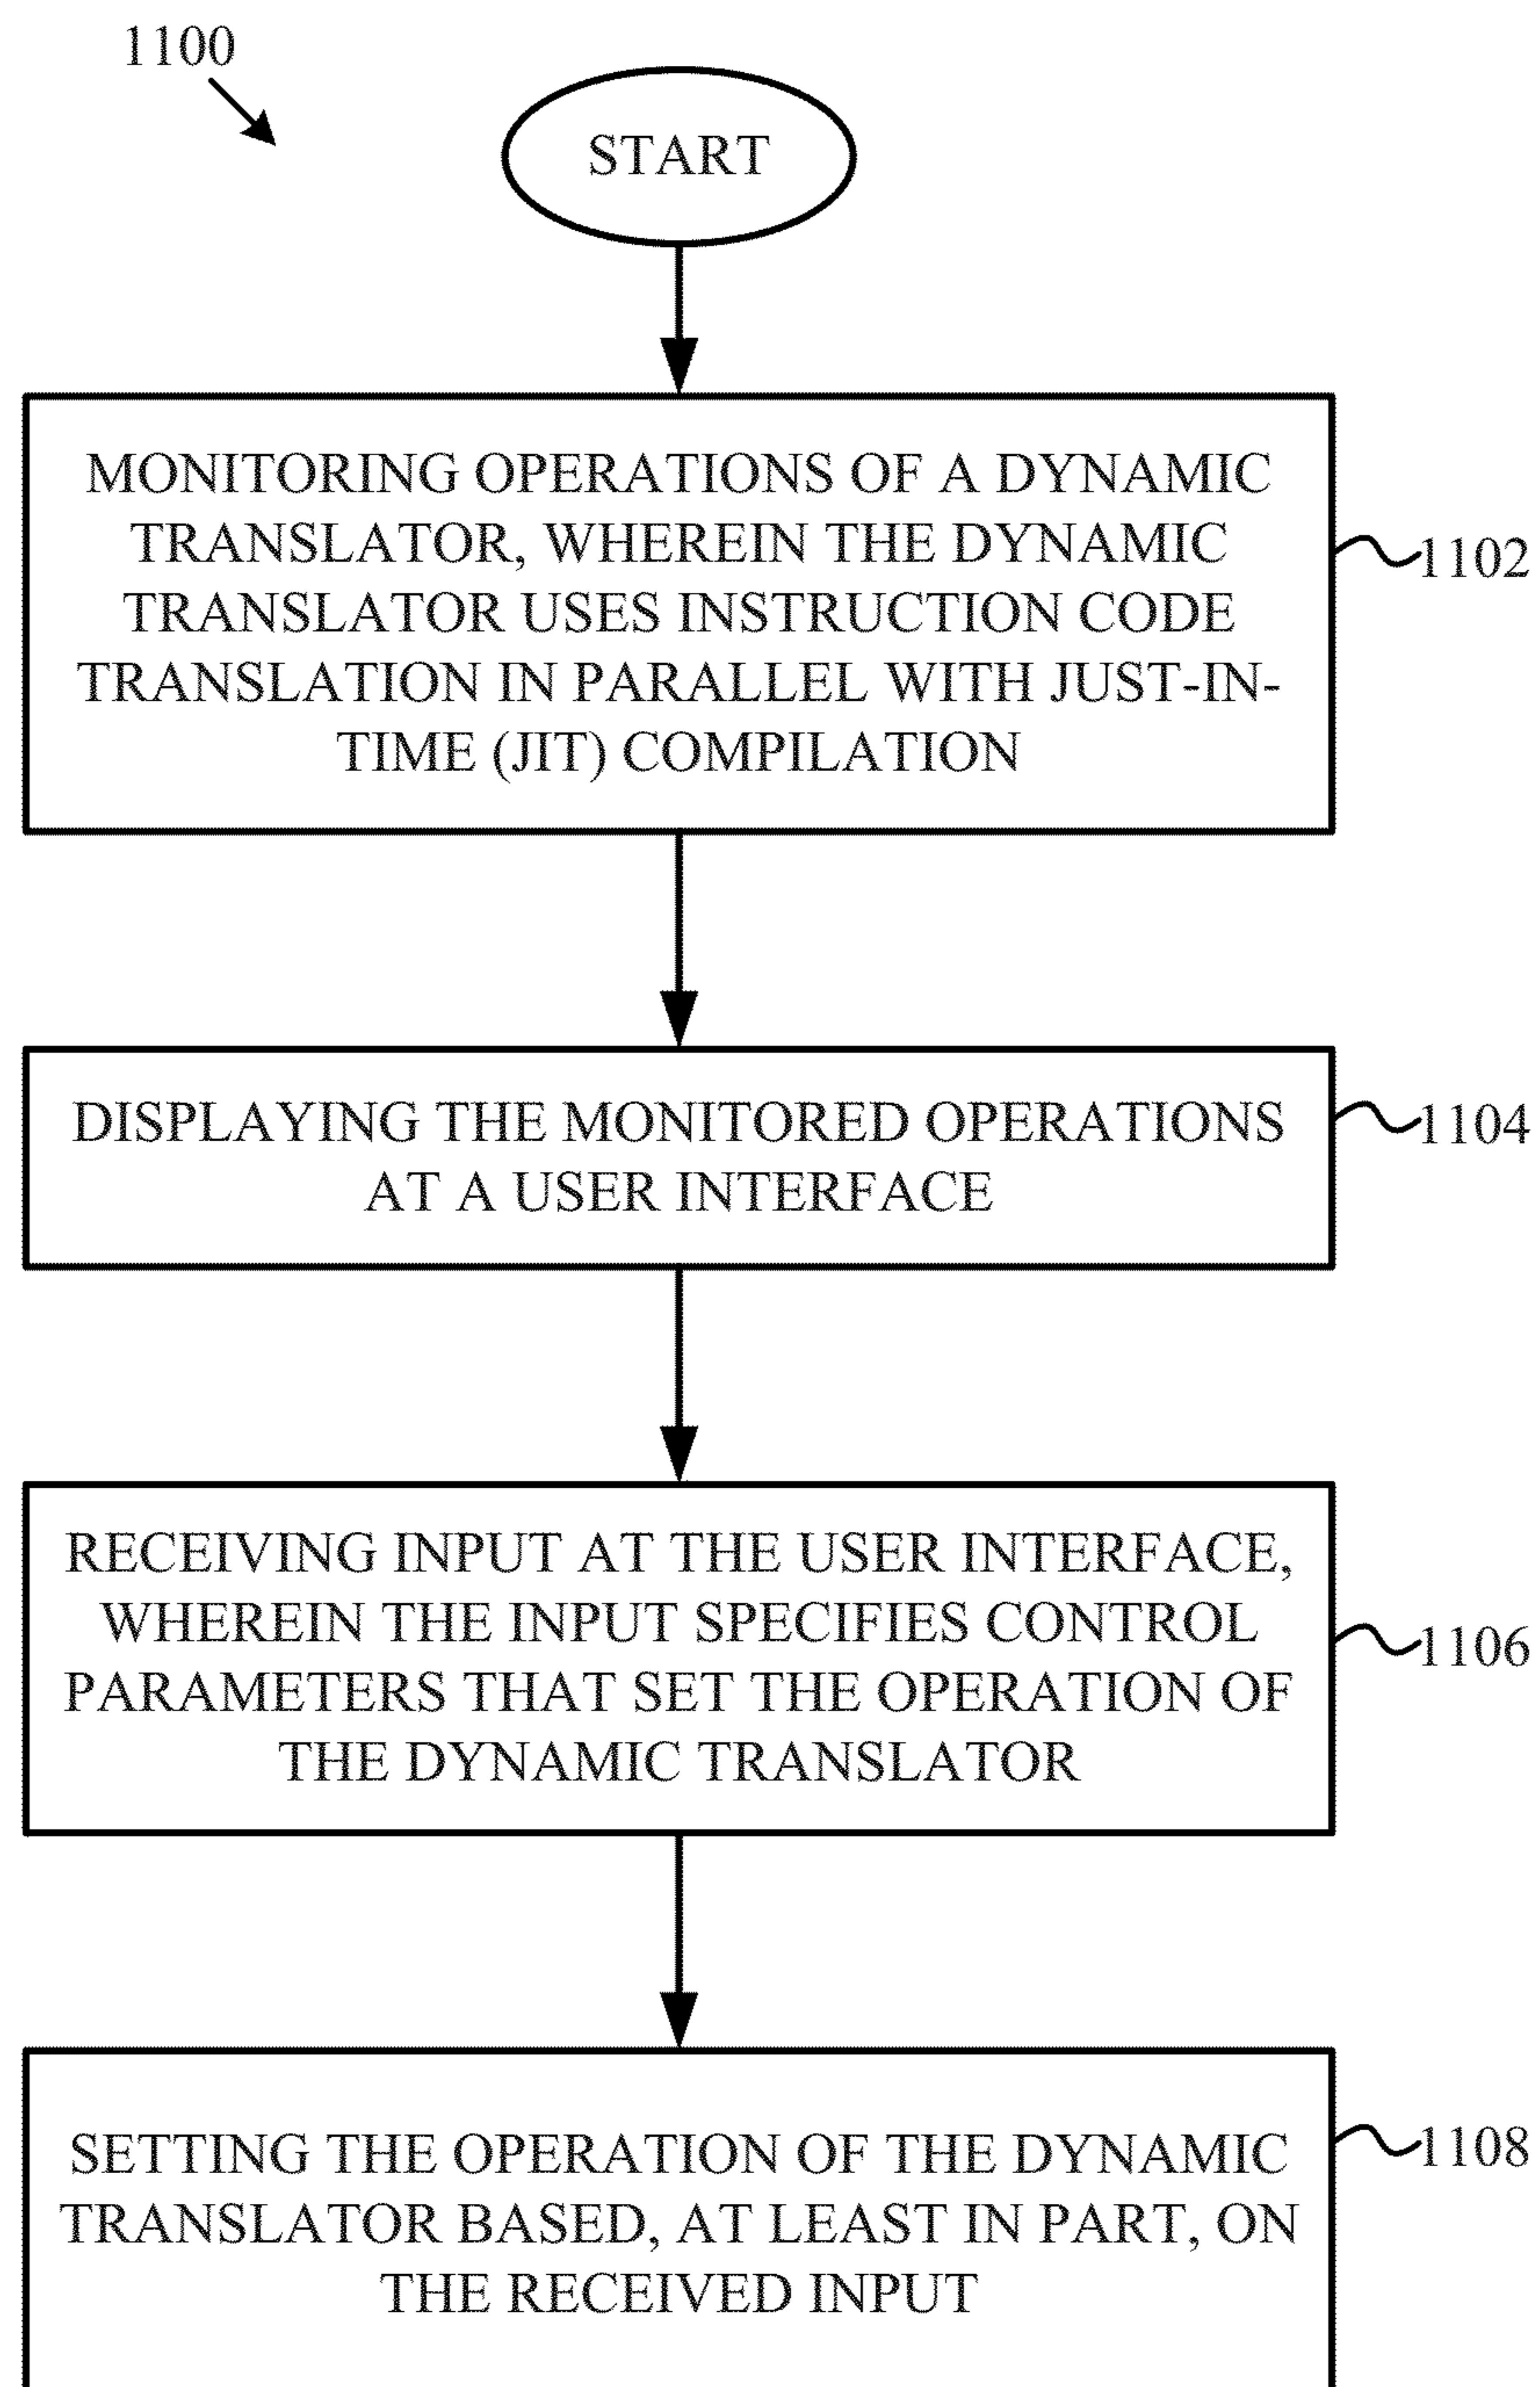 1100
START
MONITORING OPERATIONS OF A DYNAMIC
TRANSLATOR, WHEREIN THE DYNAMIC
TRANSLATOR USES INSTRUCTION CODE
TRANSLATION IN PARALLEL WITH JUST-IN-
TIME (JIT) COMPILATION
1102
DISPLAYING THE MONITORED OPERATIONS
AT A USER INTERFACE
1104
RECEIVING INPUT AT THE USER INTERFACE,
WHEREIN THE INPUT SPECIFIES CONTROL
PARAMETERS THAT SET THE OPERATION OF
THE DYNAMIC TRANSLATOR
1106
SETTING THE OPERATION OF THE DYNAMIC
TRANSLATOR BASED, AT LEAST IN PART, ON
THE RECEIVED INPUT
1108